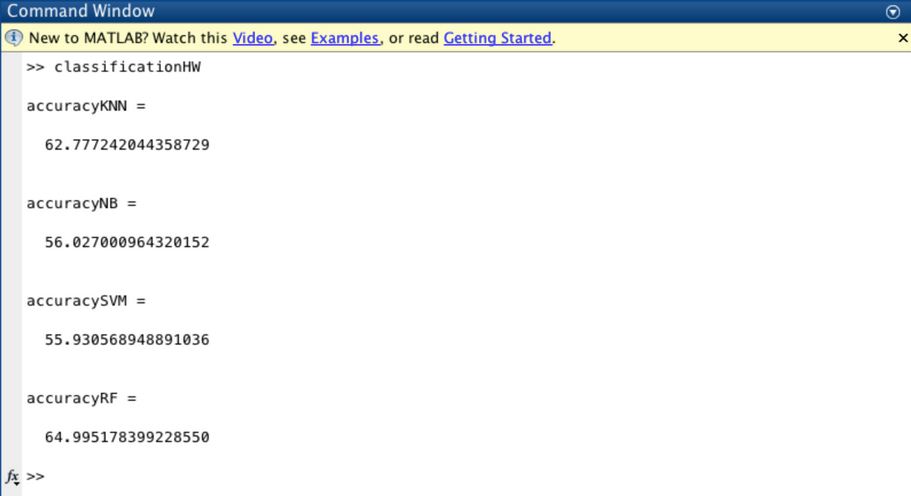 Command Window
New to MATLAB? Watch this Video, see Examples, or read Getting Started.
>> classificationHW
accuracyKNN =
62.777242044358729
accuracyNB =
56.027000964320152
accuracySVM =
55.930568948891036
accuracyRF =
64.995178399228550
fx >>